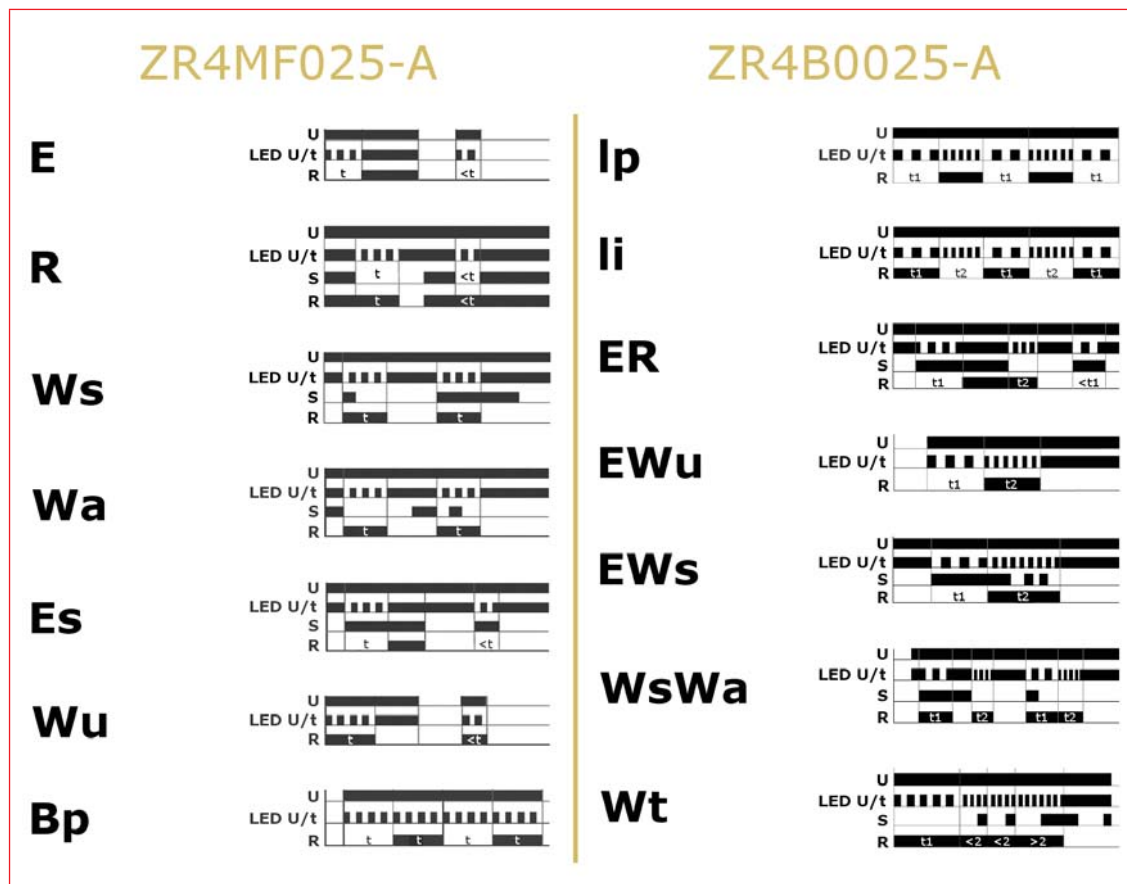 ZR4MF025-A
E
U
LED U/t
R
t
<t
R
U
LED U/t
S
R
t
<t
t
<t
Ws
U
LED U/t
S
R
t
t
Wa
U
LED U/t
S
R
t
t
Es
U
LED U/t
S
R
t
<t
Wu
U
LED U/t
R
t
<t
Bp
U
LED U/t
R
t
t
t
t
ZR4B0025-A
Ip
U
LED U/t
R
t1
t1
t1
Ii
U
LED U/t
R
t1
t2
t1
t2
t1
ER
U
LED U/t
S
R
t1
t2
<t1
EWu
U
LED U/t
R
t1
t2
EWs
U
LED U/t
S
R
t1
t2
WsWa
U
LED U/t
S
R
t1
t2
t1
t2
Wt
U
LED U/t
S
R
t1
<2
<2
>2